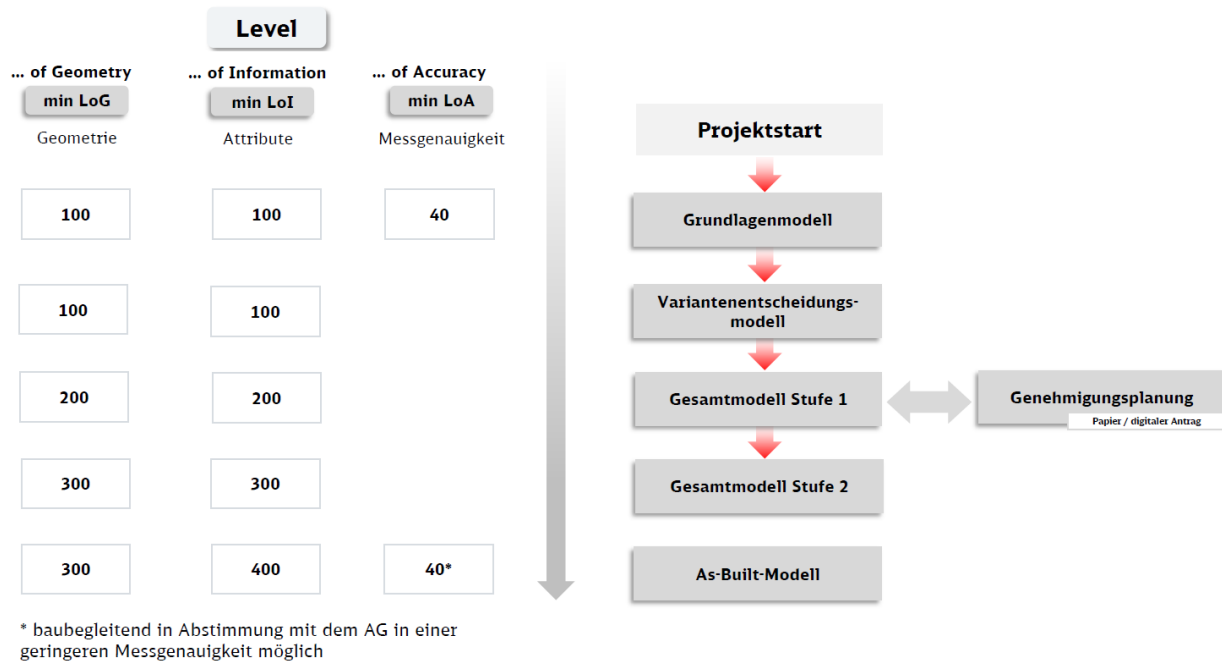 Level
... of Geometry
... of Information
... of Accuracy
min LoG
min LoI
min LoA
Geometrie
Attribute
Messgenauigkeit
Projektstart
100
100
40
Grundlagenmodell
100
100
Variantenentscheidungs-
modell
200
200
Gesamtmodell Stufe 1
Genehmigungsplanung
Papier / digitaler Antrag
300
300
Gesamtmodell Stufe 2
300
400
40*
As-Built-Modell
* baubegleitend in Abstimmung mit dem AG in einer
geringeren Messgenauigkeit möglich